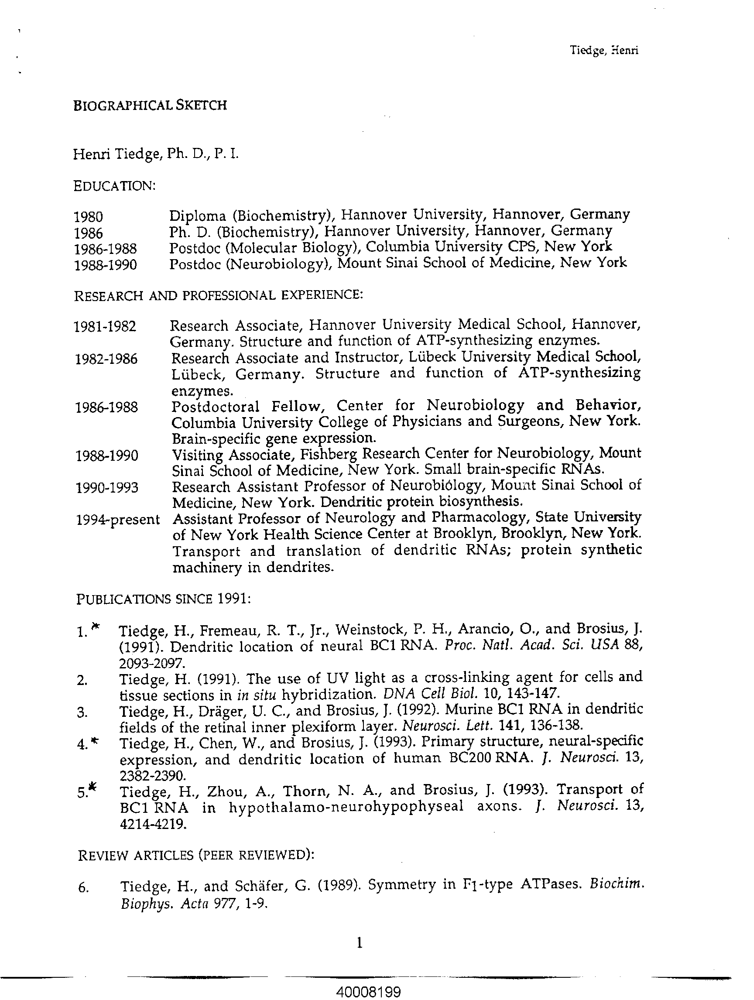 Tiedge, Henri
BIOGRAPHICAL SKETCH
Henri Tiedge, Ph. D., P. I.
EDUCATION:
1980 Diploma (Biochemistry), Hannover University, Hannover, Germany
1986 Ph. D. (Biochemistry), Hannover University, Hannover, Germany
1986-1988 Postdoc (Molecular Biology), Columbia University CPS, New York
1988-1990 Postdoc (Neurobiology), Mount Sinai School of Medicine, New York
RESEARCH AND PROFESSIONAL EXPERIENCE:
1981-1982 Research Associate, Hannover University Medical School, Hannover,
Germany. Structure and function of ATP-synthesizing enzymes.
1982-1986 Research Associate and Instructor, Lübeck University Medical School,
Lübeck, Germany. Structure and function of ATP-synthesizing
enzymes.
1986-1988 Postdoctoral Fellow, Center for Neurobiology and Behavior,
Columbia University College of Physicians and Surgeons, New York.
Brain-specific gene expression.
1988-1990 Visiting Associate, Fishberg Research Center for Neurobiology, Mount
Sinai School of Medicine, New York. Small brain-specific RNAs.
1990-1993 Research Assistant Professor of Neurobiology, Mount Sinai School of
Medicine, New York. Dendritic protein biosynthesis.
1994-present Assistant Professor of Neurology and Pharmacology, State University
of New York Health Science Center at Brooklyn, Brooklyn, New York.
Transport and translation of dendritic RNAs; protein synthetic
machinery in dendrites.
PUBLICATIONS SINCE 1991:
1.* Tiedge, H., Fremeau, R. T., Jr., Weinstock, P. H., Arancio, O., and Brosius, J.
(1991). Dendritic location of neural BC1 RNA. Proc. Natl. Acad. Sci. USA 88,
2093-2097.
2. Tiedge, H. (1991). The use of UV light as a cross-linking agent for cells and
tissue sections in in situ hybridization. DNA Cell Biol. 10, 143-147.
3. Tiedge, H., Dräger, U. C., and Brosius, J. (1992). Murine BC1 RNA in dendritic
fields of the retinal inner plexiform layer. Neurosci. Lett. 141, 136-138.
4.* Tiedge, H., Chen, W., and Brosius, J. (1993). Primary structure, neural-specific
expression, and dendritic location of human BC200 RNA. J. Neurosci. 13,
2382-2390.
5.* Tiedge, H., Zhou, A., Thorn, N. A., and Brosius, J. (1993). Transport of
BC1 RNA in hypothalamo-neurohypophyseal axons. J. Neurosci. 13,
4214-4219.
REVIEW ARTICLES (PEER REVIEWED):
6. Tiedge, H., and Schäfer, G. (1989). Symmetry in F1-type ATPases. Biochim.
Biophys. Acta 977, 1-9.
1
40008199